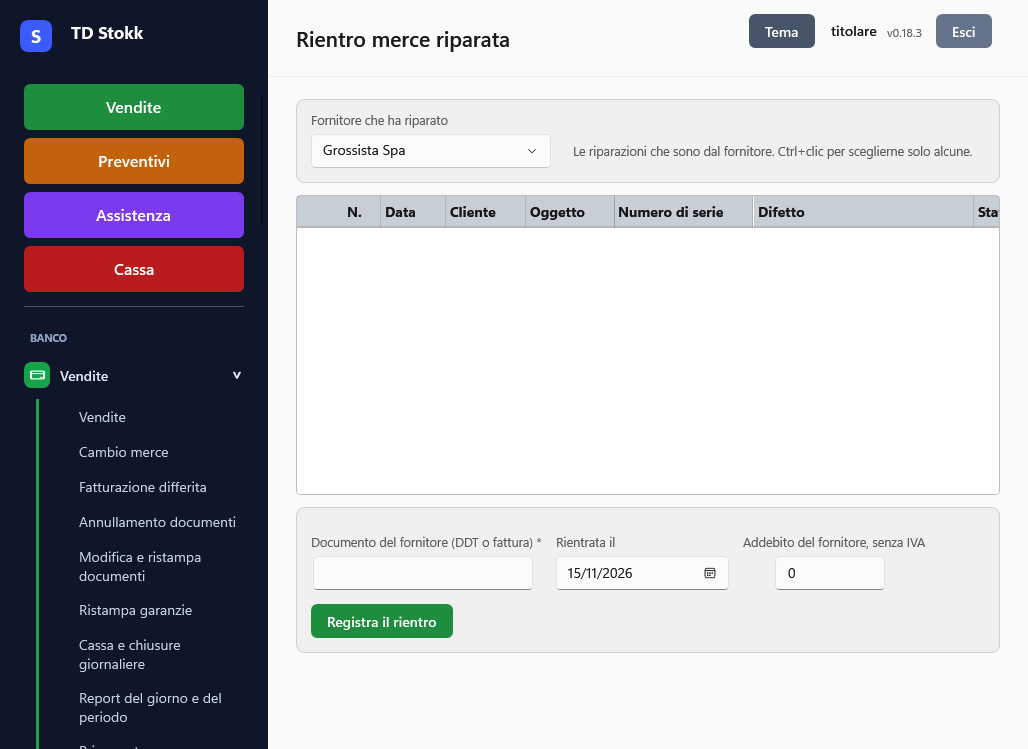 S
TD Stokk
Vendite
Preventivi
Assistenza
Cassa
BANCO
Vendite
Vendite
Cambio merce
Fatturazione differita
Annullamento documenti
Modifica e ristampa
documenti
Ristampa garanzie
Cassa e chiusure
giornaliere
Report del giorno e del
periodo
Rientro merce riparata
Tema
titolare
v0.18.3
Esci
Fornitore che ha riparato
Grossista Spa
Le riparazioni che sono dal fornitore. Ctrl+clic per sceglierne solo alcune.
N. Data Cliente Oggetto Numero di serie Difetto
Documento del fornitore (DDT o fattura) * Rientrata il Addebito del fornitore, senza IVA
15/11/2026 0
Registra il rientro